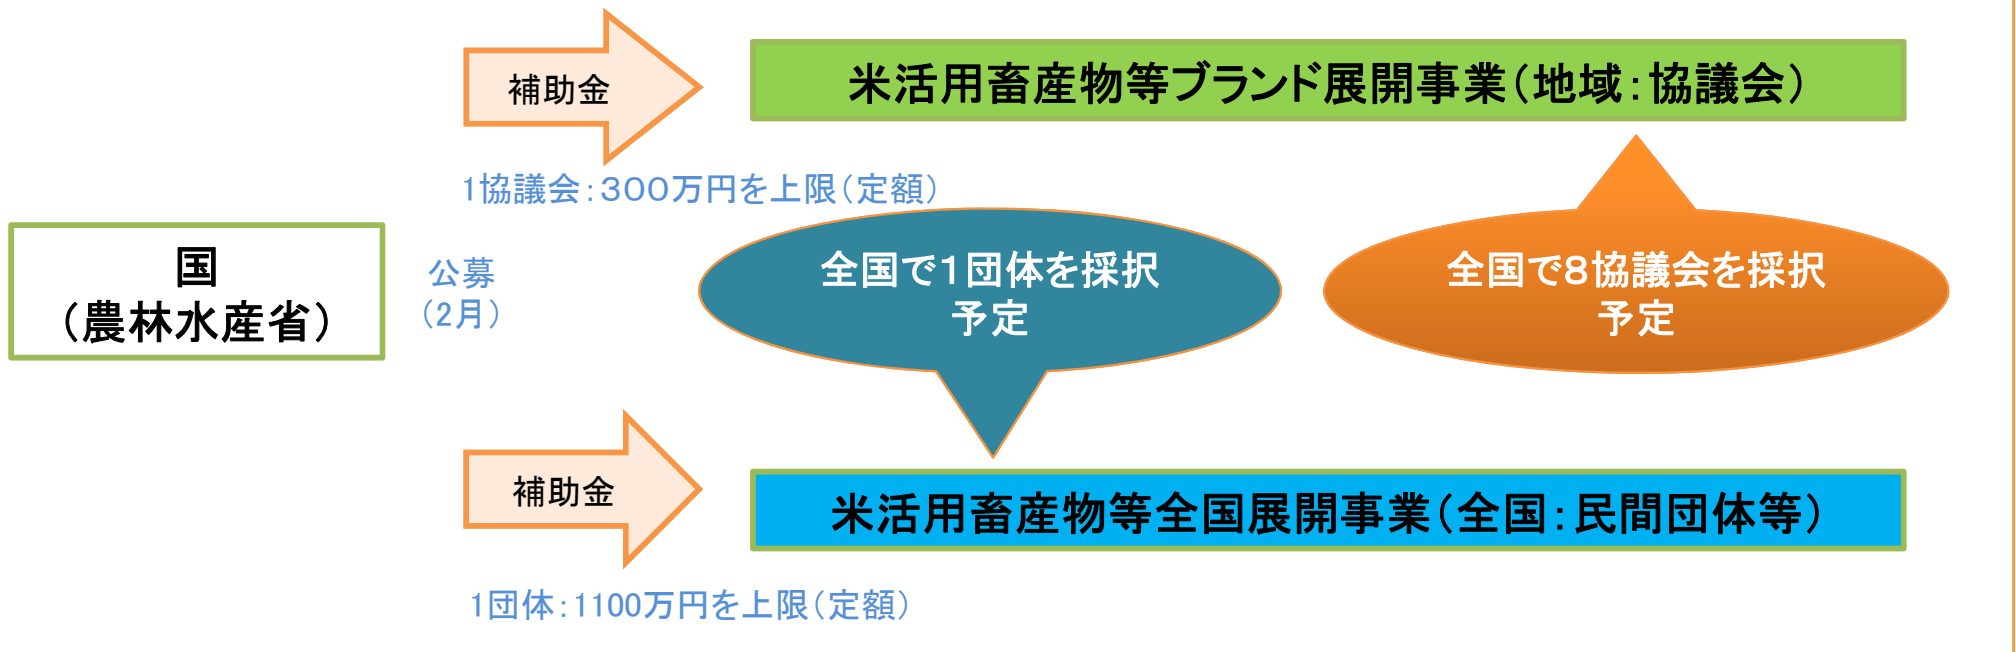 補助金
米活用畜産物等ブランド展開事業（地域：協議会）
1協議会：３００万円を上限（定額）
国
（農林水産省）
公募
（2月）
全国で１団体を採択
予定
全国で８協議会を採択
予定
補助金
米活用畜産物等全国展開事業（全国：民間団体等）
1団体：1100万円を上限（定額）